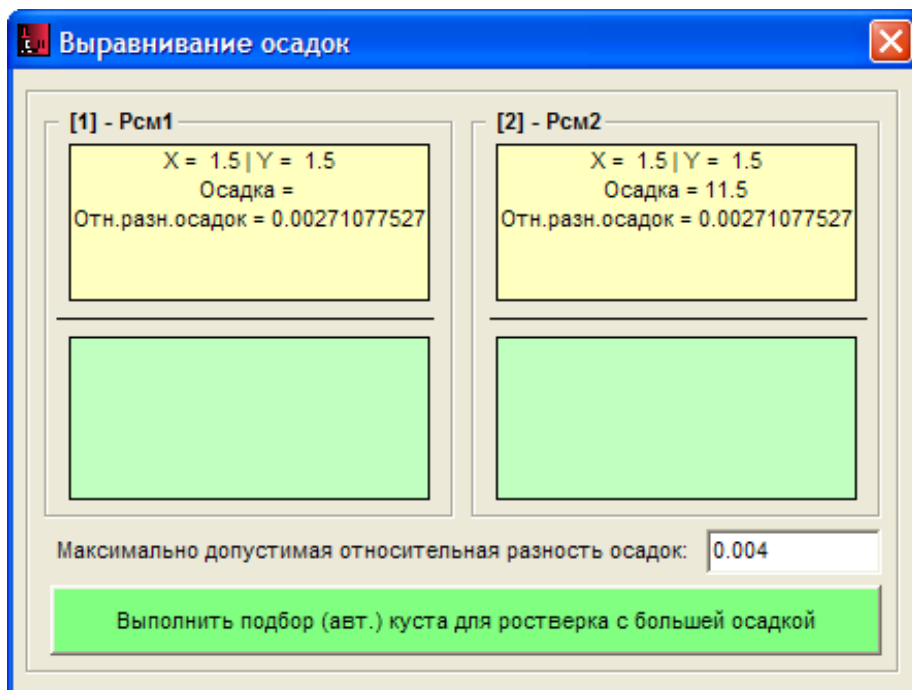 Выравнивание осадок
[1] - Рсм1
X = 1.5 | Y = 1.5
Осадка =
Отн.разн.осадок = 0.00271077527
[2] - Рсм2
X = 1.5 | Y = 1.5
Осадка = 11.5
Отн.разн.осадок = 0.00271077527
Максимально допустимая относительная разность осадок: 0.004
Выполнить подбор (авт.) куста для ростверка с большей осадкой